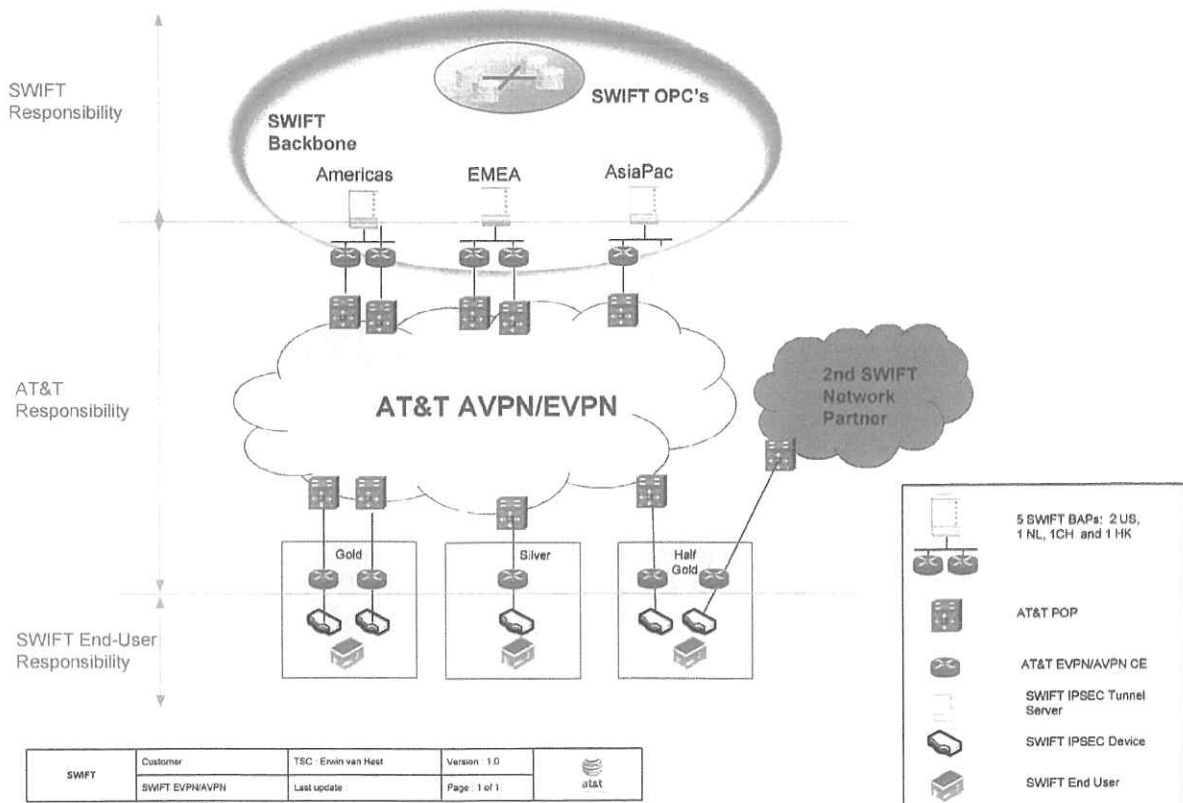 SWIFT
Responsibility
SWIFT OPC's
SWIFT
Backbone
Americas
EMEA
AsiaPac
AT&T
Responsibility
AT&T AVPN/EVPN
2nd SWIFT
Network
Partner
Gold
Silver
Half
Gold
SWIFT End-User
Responsibility
5 SWIFT BAPs: 2 US,
1 NL, 1CH and 1 HK
AT&T POP
AT&T EVPN/AVPN CE
SWIFT IPSEC Tunnel
Server
SWIFT IPSEC Device
SWIFT End User
SWIFT
Customer
TSC : Erwin van Hest
Version : 1.0
SWIFT EVPN/AVPN
Last update :
Page : 1 of 1
at&t